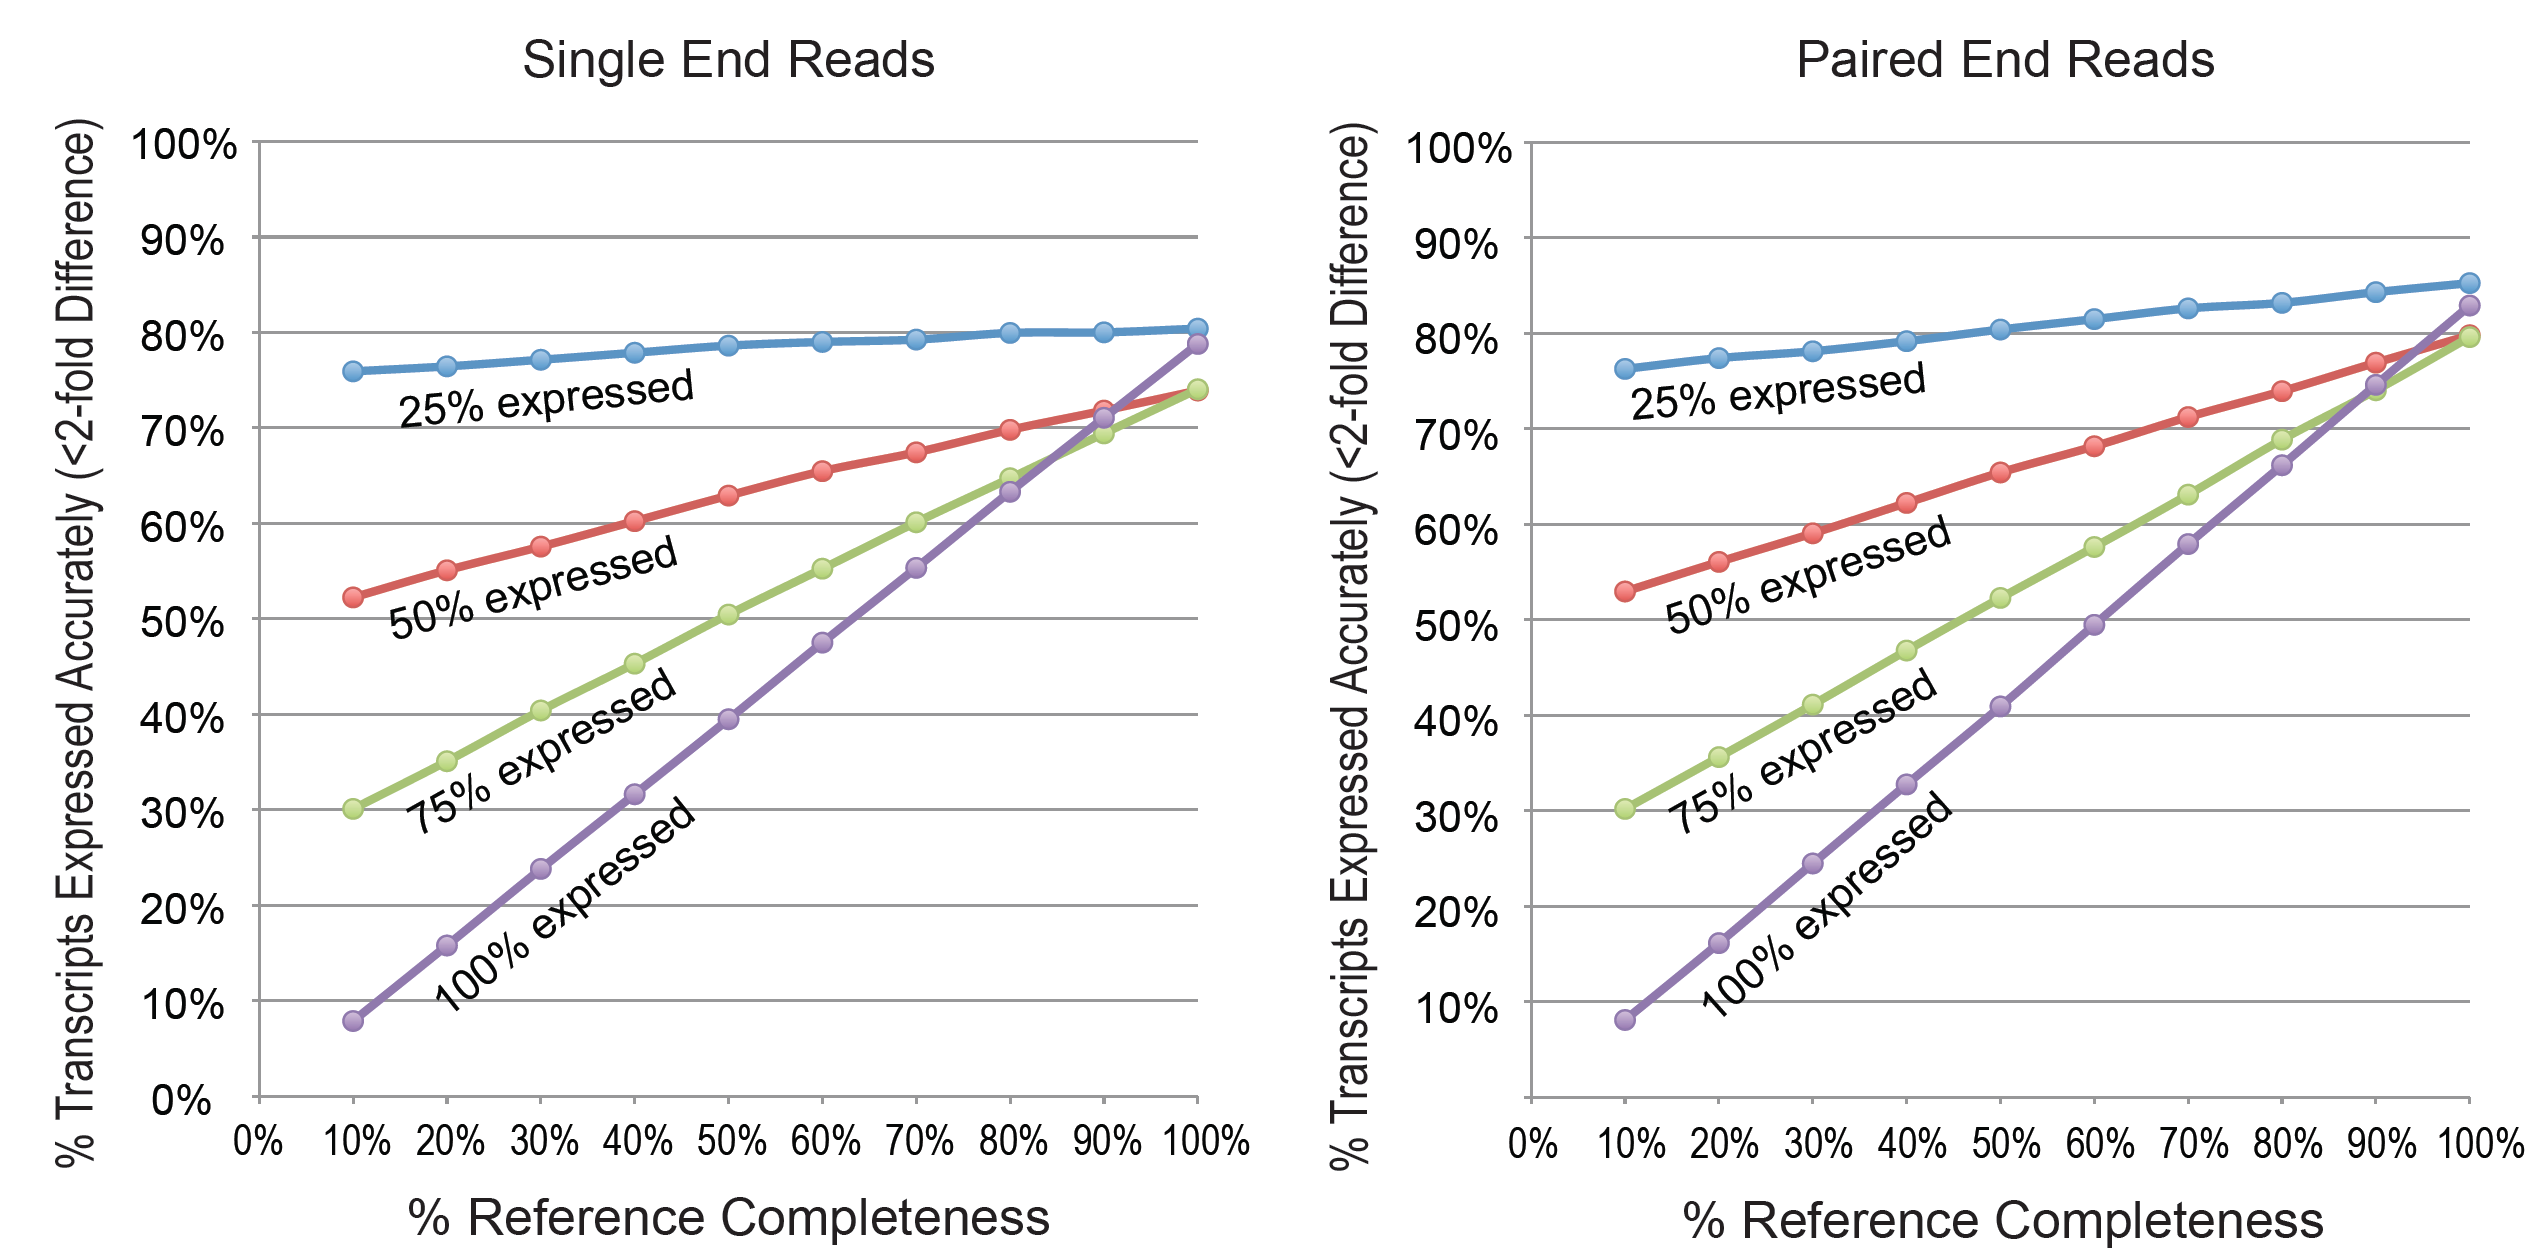 Single End Reads
% Transcripts Expressed Accurately (<2-fold Difference)
100%
90%
80%
70%
60%
50%
40%
30%
20%
10%
0%
25% expressed
50% expressed
75% expressed
100% expressed
0% 10% 20% 30% 40% 50% 60% 70% 80% 90% 100%
% Reference Completeness
Paired End Reads
% Transcripts Expressed Accurately (<2-fold Difference)
100%
90%
80%
70%
60%
50%
40%
30%
20%
10%
25% expressed
50% expressed
75% expressed
100% expressed
0% 10% 20% 30% 40% 50% 60% 70% 80% 90% 100%
% Reference Completeness